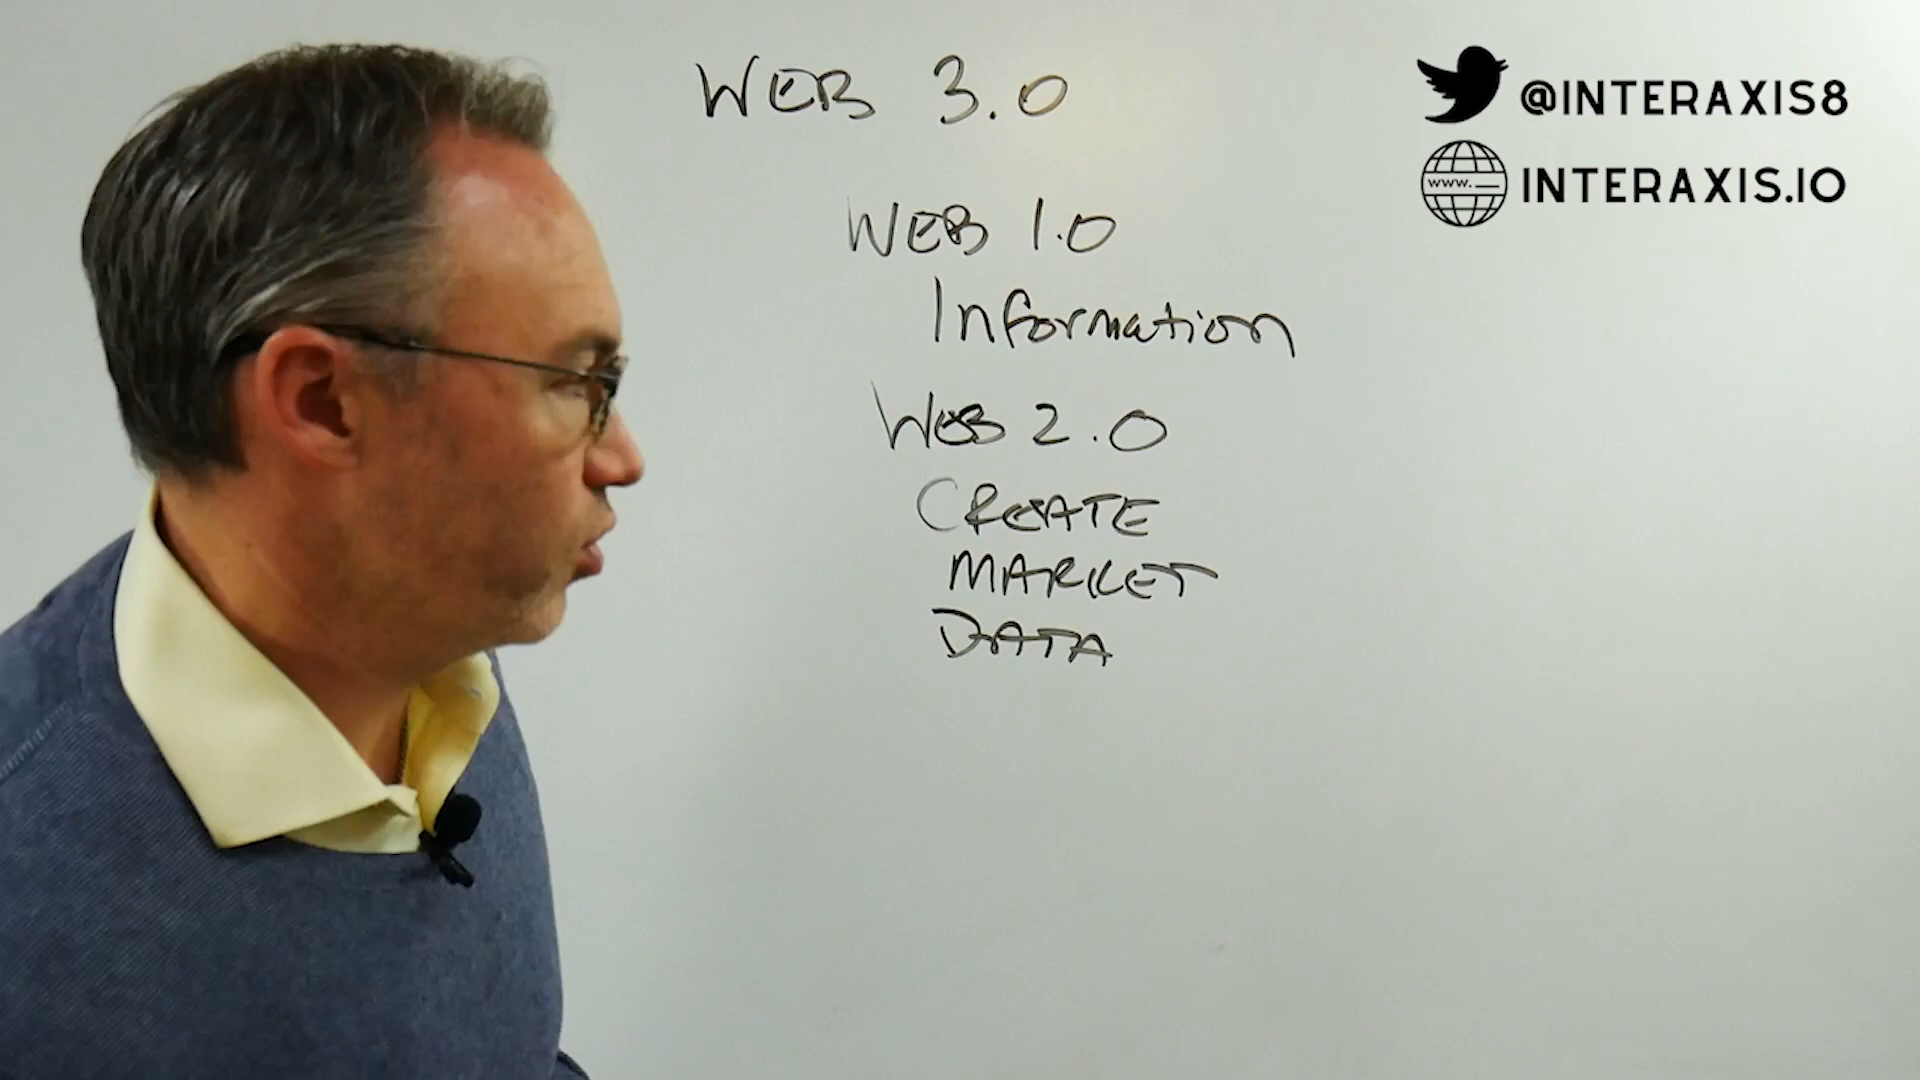 WEB 3.0
WEB 1.0
Information
WEB 2.0
CREATE
MARKET
DATA
@INTERAXIS8
www.
INTERAXIS.IO